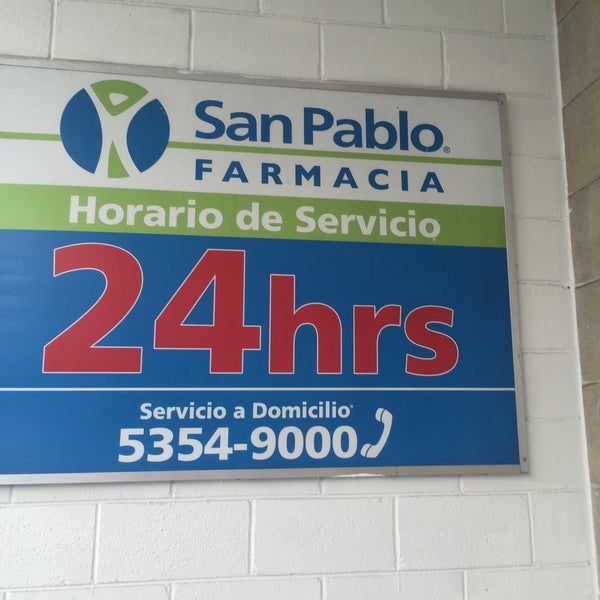 San Pablo®
FARMACIA
Horario de Servicio
24hrs
Servicio a Domicilio®
5354-9000